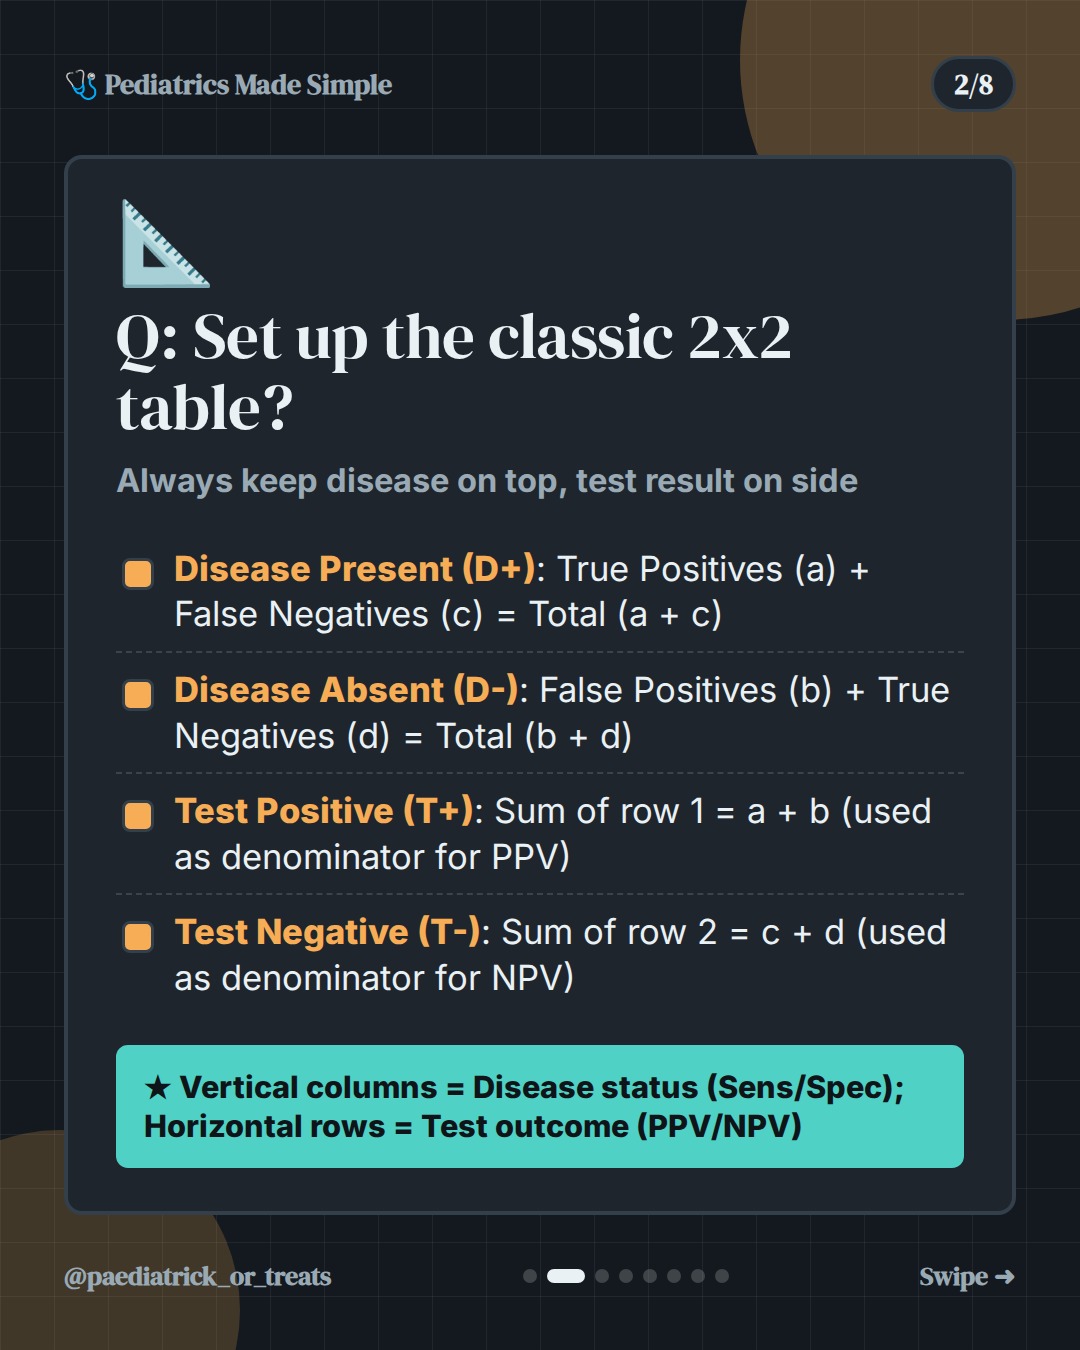 Pediatrics Made Simple
2/8
Q: Set up the classic 2x2
table?
Always keep disease on top, test result on side
Disease Present (D+): True Positives (a) +
False Negatives (c) = Total (a + c)
Disease Absent (D-): False Positives (b) + True
Negatives (d) = Total (b + d)
Test Positive (T+): Sum of row 1 = a + b (used
as denominator for PPV)
Test Negative (T-): Sum of row 2 = c + d (used
as denominator for NPV)
★ Vertical columns = Disease status (Sens/Spec);
Horizontal rows = Test outcome (PPV/NPV)
@paediatrick_or_treats
Swipe ➜